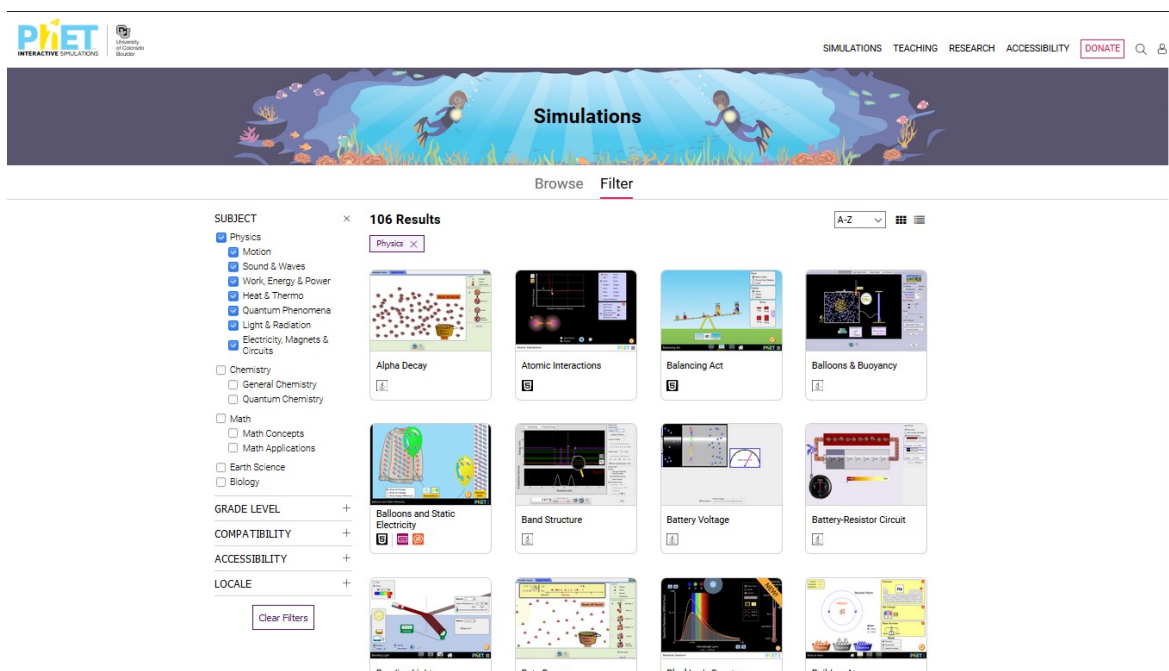 PhET
INTERACTIVE SIMULATIONS
University
of Colorado
Boulder
SIMULATIONS TEACHING RESEARCH ACCESSIBILITY DONATE
Simulations
Browse Filter
SUBJECT
106 Results
A-Z
Physics
Physics
Motion
Sound & Waves
Work, Energy & Power
Heat & Thermo
Quantum Phenomena
Light & Radiation
Electricity, Magnets &
Circuits
Chemistry
General Chemistry
Quantum Chemistry
Math
Math Concepts
Math Applications
Earth Science
Biology
GRADE LEVEL
COMPATIBILITY
ACCESSIBILITY
LOCALE
Clear Filters
Alpha Decay
Atomic Interactions
Balancing Act
Balloons & Buoyancy
Balloons and Static
Electricity
Band Structure
Battery Voltage
Battery-Resistor Circuit
NEW!